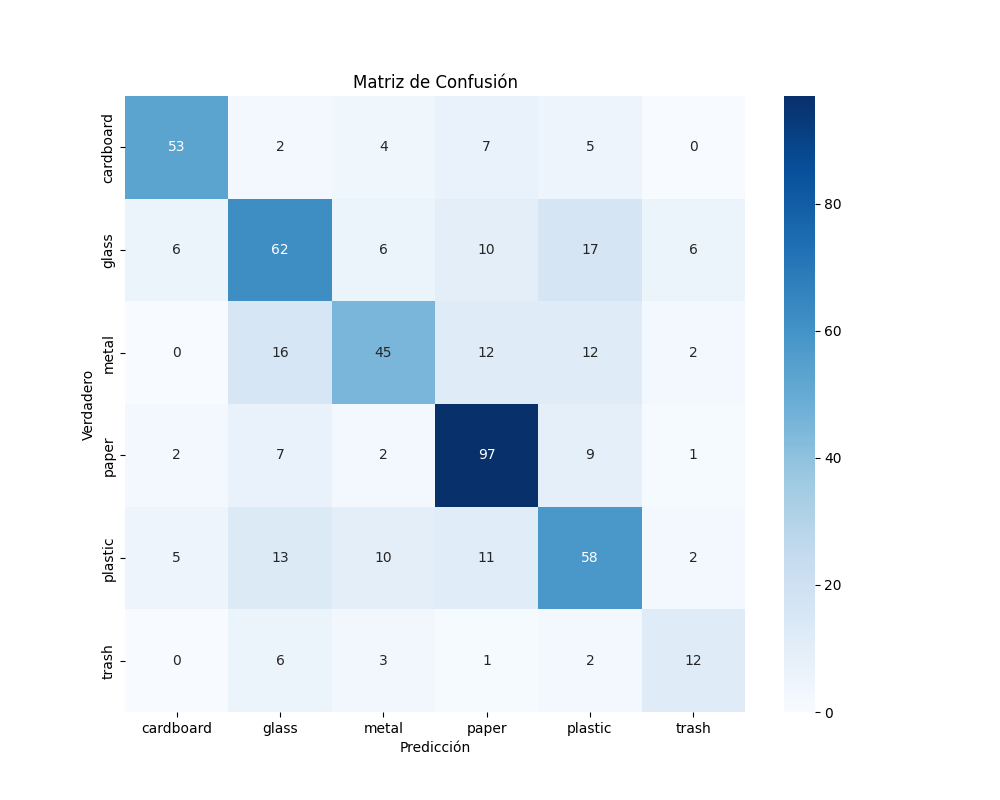 Matriz de Confusión
cardboard 53 2 4 7 5 0
glass 6 62 6 10 17 6
metal 0 16 45 12 12 2
paper 2 7 2 97 9 1
plastic 5 13 10 11 58 2
trash 0 6 3 1 2 12
Verdadero
cardboard glass metal paper plastic trash
Predicción
80
60
40
20
0